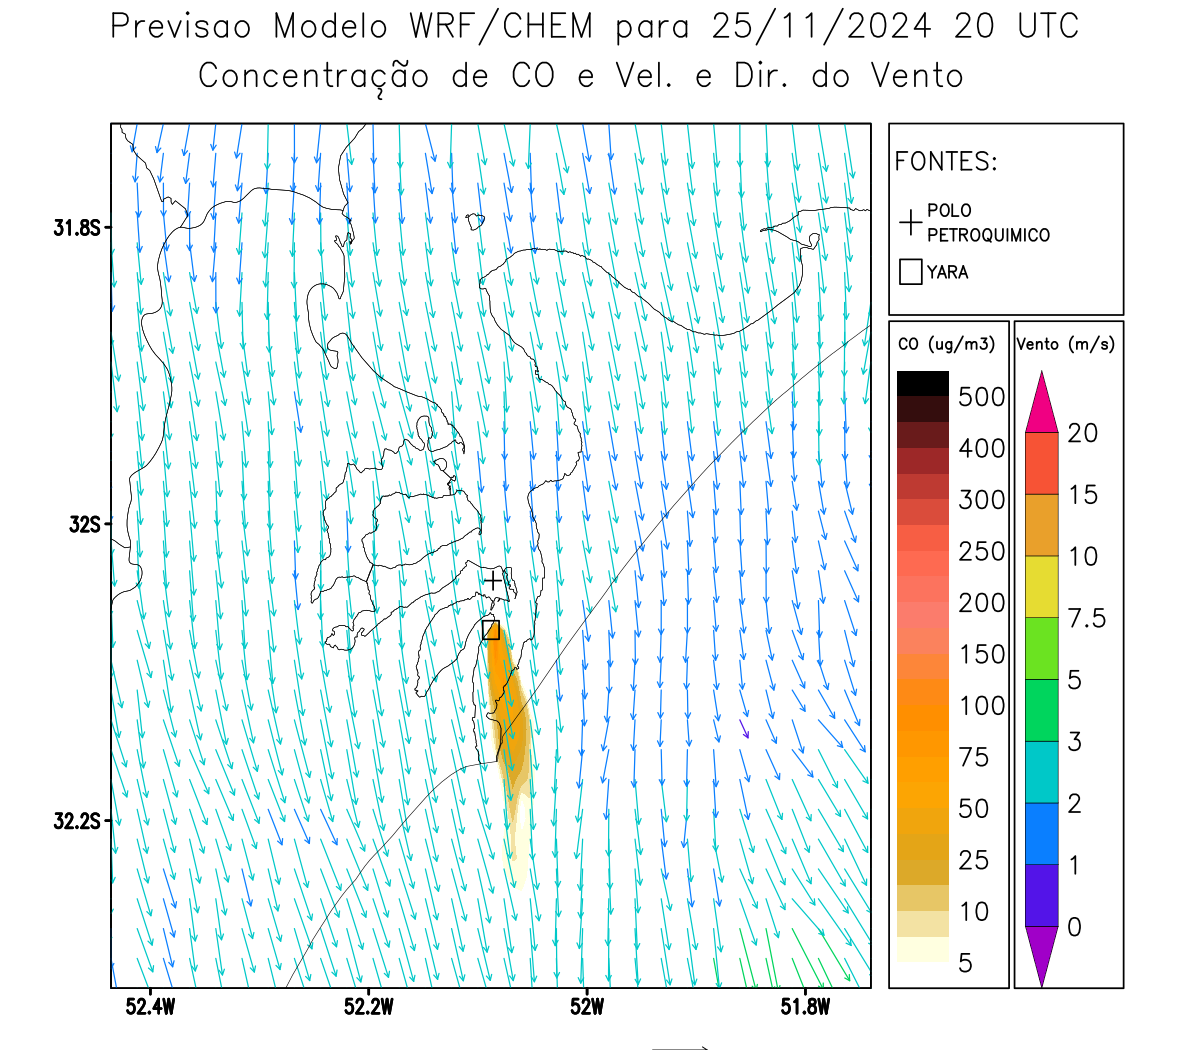 Previsao Modelo WRF/CHEM para 25/11/2024 20 UTC
Concentração de CO e Vel. e Dir. do Vento
FONTES:
POLO
PETROQUIMICO
YARA
CO (ug/m3)
500
400
300
250
200
150
100
75
50
25
10
5
Vento (m/s)
20
15
10
7.5
5
3
2
1
0
31.8S
32S
32.2S
52.4W
52.2W
52W
51.8W